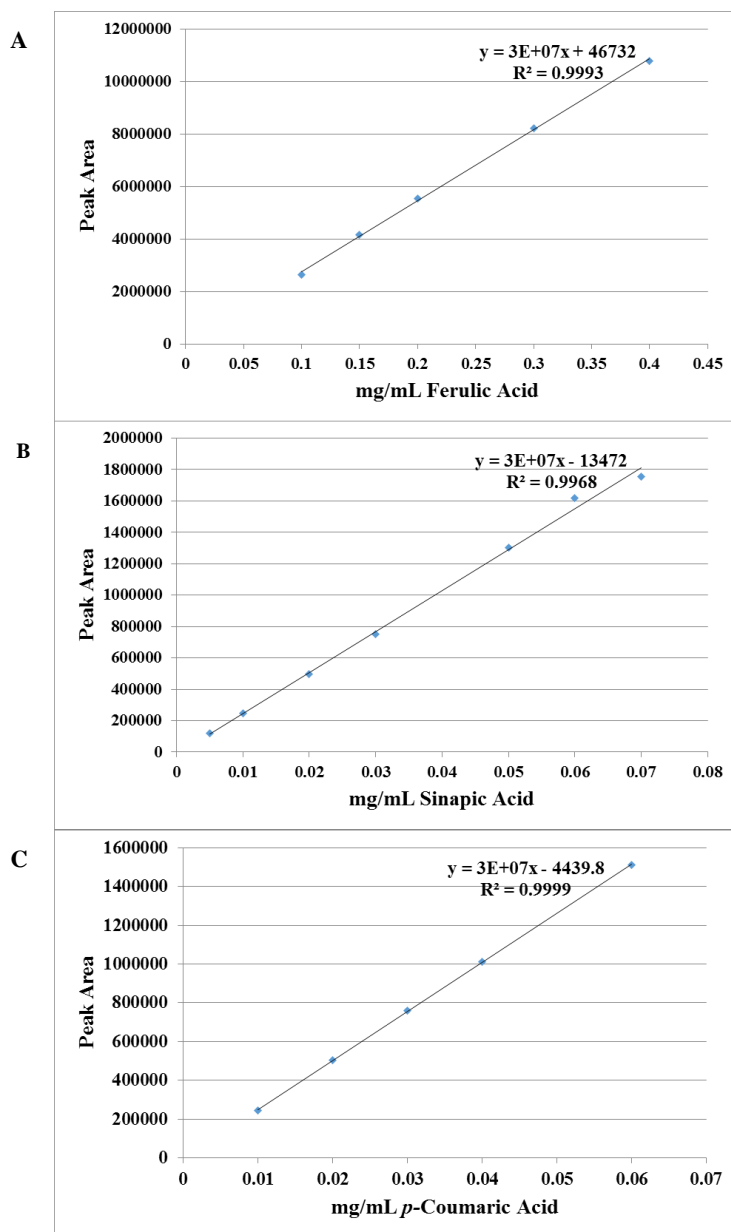 A
12000000
10000000
8000000
6000000
4000000
2000000
0
Peak Area
y = 3E+07x + 46732
R² = 0.9993
0 0.05 0.1 0.15 0.2 0.25 0.3 0.35 0.4 0.45
mg/mL Ferulic Acid
B
2000000
1800000
1600000
1400000
1200000
1000000
800000
600000
400000
200000
0
Peak Area
y = 3E+07x - 13472
R² = 0.9968
0 0.01 0.02 0.03 0.04 0.05 0.06 0.07 0.08
mg/mL Sinapic Acid
C
1600000
1400000
1200000
1000000
800000
600000
400000
200000
0
Peak Area
y = 3E+07x - 4439.8
R² = 0.9999
0 0.01 0.02 0.03 0.04 0.05 0.06 0.07
mg/mL p-Coumaric Acid